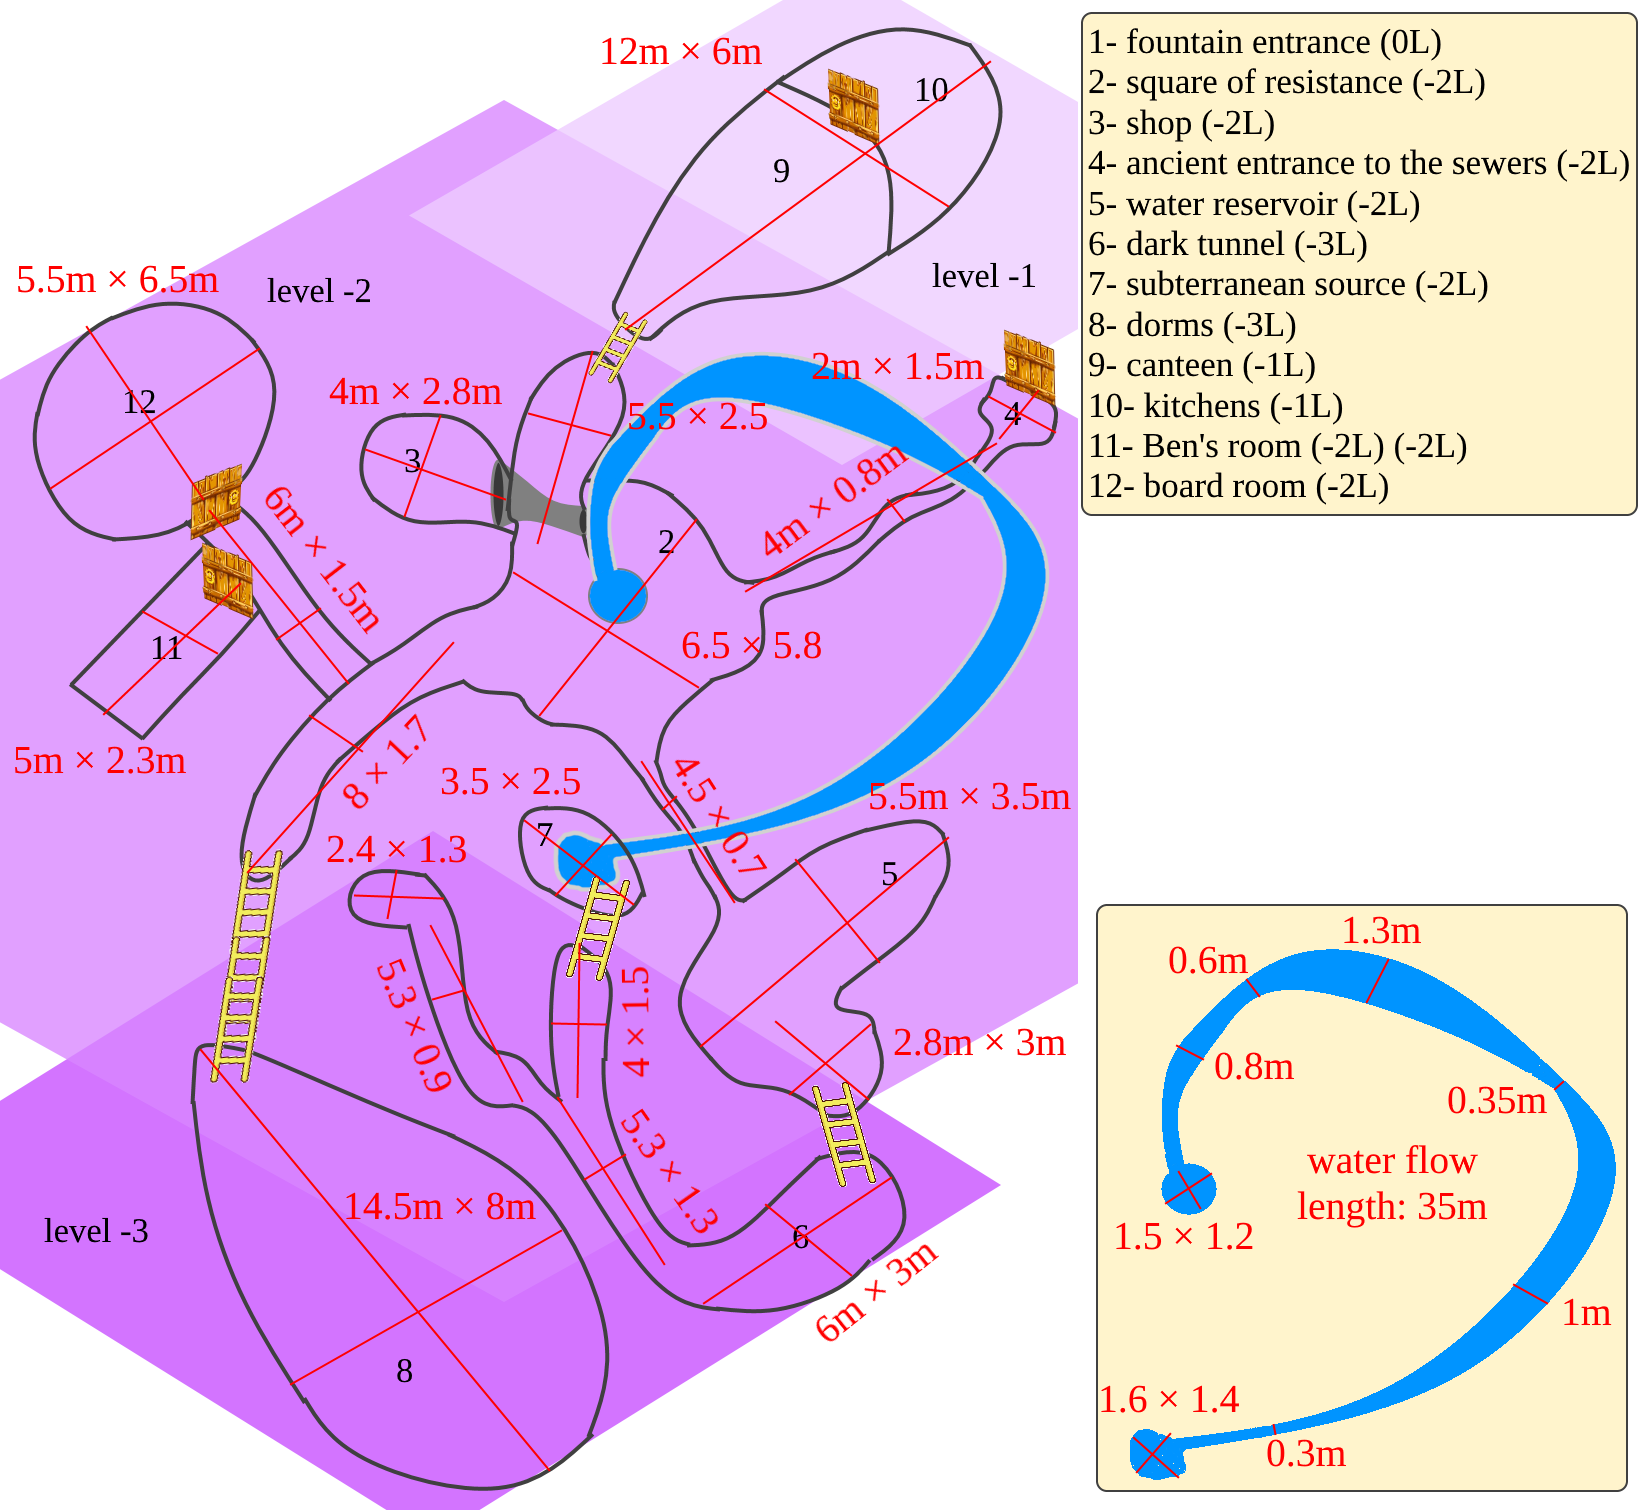 12m × 6m
10
9
level -1
5.5m × 6.5m
level -2
12
4m × 2.8m
3
5.5 × 2.5
2m × 1.5m
4
4m × 0.8m
2
6m × 1.5m
6.5 × 5.8
11
5m × 2.3m
8 × 1.7
3.5 × 2.5
7
4.5 × 0.7
5.5m × 3.5m
5
2.4 × 1.3
5.3 × 0.9
4 × 1.5
2.8m × 3m
5.3 × 1.3
14.5m × 8m
level -3
6
6m × 3m
8
1- fountain entrance (0L)
2- square of resistance (-2L)
3- shop (-2L)
4- ancient entrance to the sewers (-2L)
5- water reservoir (-2L)
6- dark tunnel (-3L)
7- subterranean source (-2L)
8- dorms (-3L)
9- canteen (-1L)
10- kitchens (-1L)
11- Ben's room (-2L) (-2L)
12- board room (-2L)
1.3m
0.6m
0.8m
0.35m
water flow
length: 35m
1.5 × 1.2
1m
1.6 × 1.4
0.3m